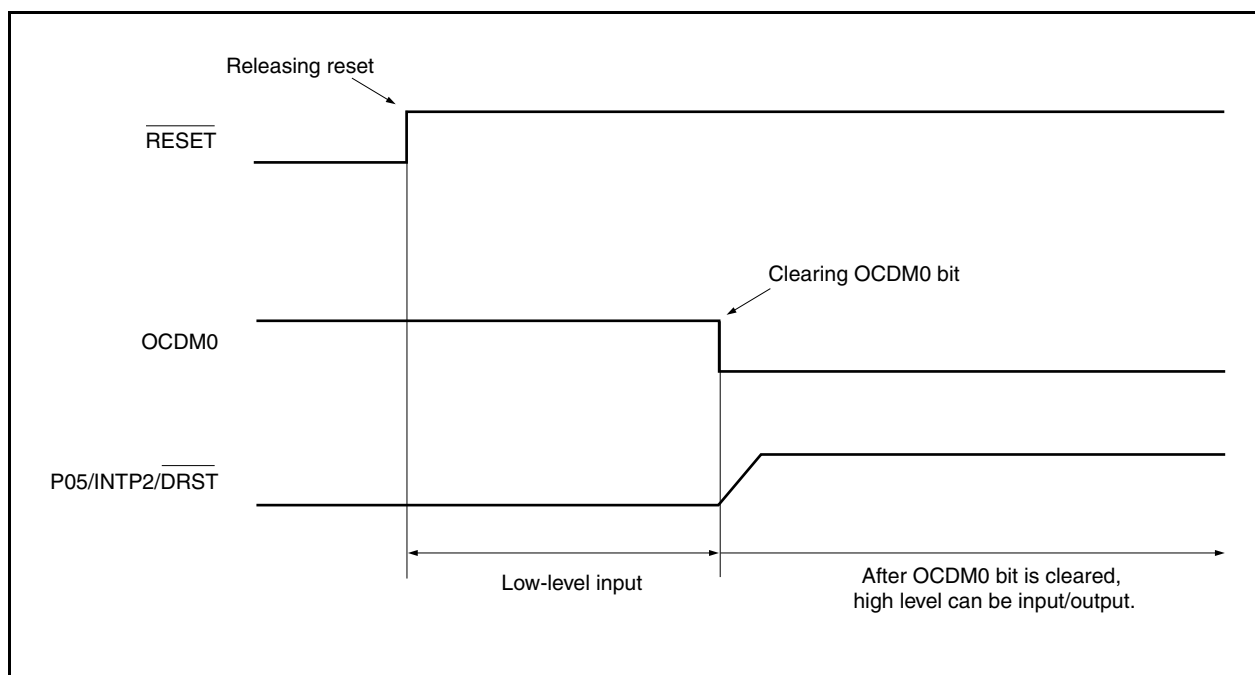 Releasing reset
RESET
Clearing OCDM0 bit
OCDM0
P05/INTP2/DRST
Low-level input
After OCDM0 bit is cleared,
high level can be input/output.